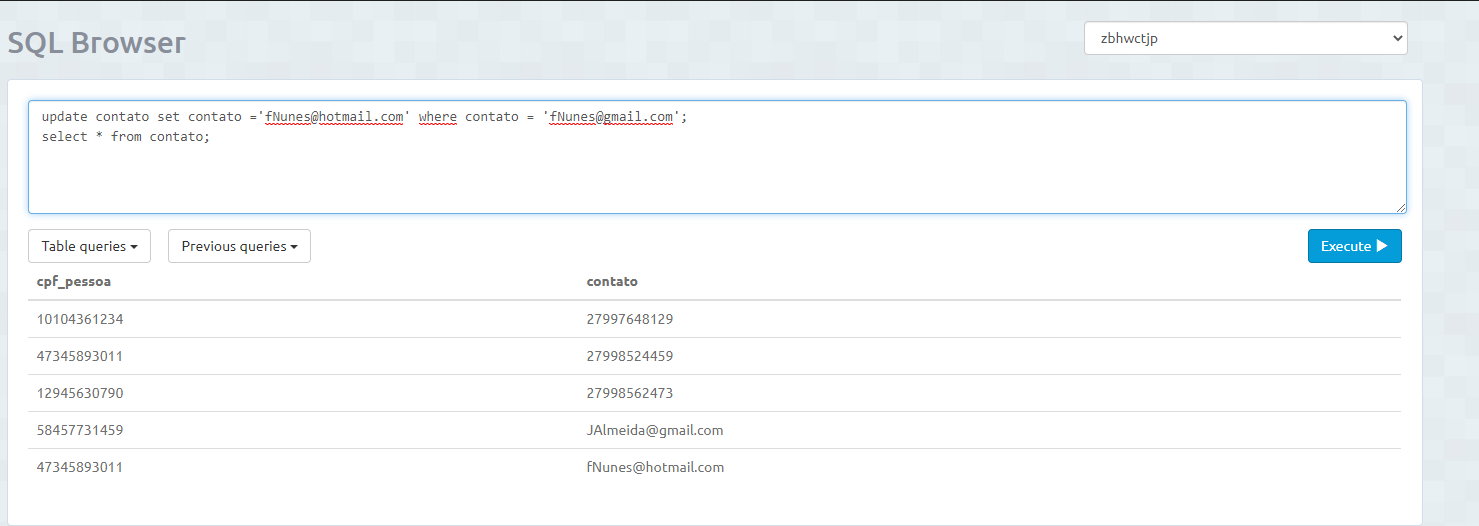 SQL Browser
zbhwctjp
update contato set contato ='fNunes@hotmail.com' where contato = 'fNunes@gmail.com';
select * from contato;
Table queries
Previous queries
Execute
cpf_pessoa contato
10104361234 27997648129
47345893011 27998524459
12945630790 27998562473
58457731459 JAlmeida@gmail.com
47345893011 fNunes@hotmail.com